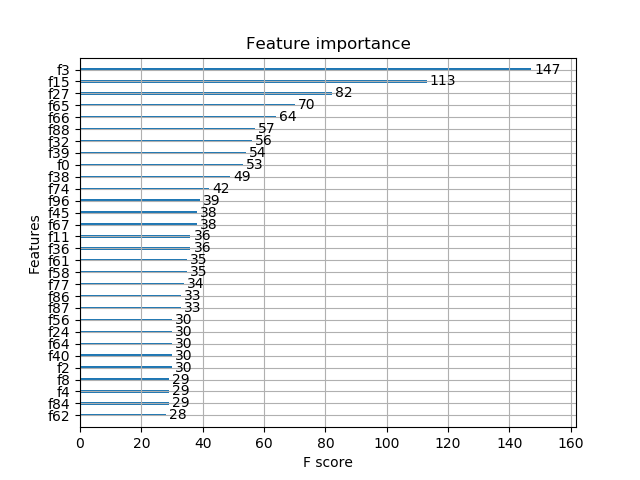 Feature importance
Features
f3 147
f15 113
f27 82
f65 70
f66 64
f88 57
f32 56
f39 54
f0 53
f38 49
f74 42
f96 39
f45 38
f67 38
f11 36
f36 36
f61 35
f58 35
f77 34
f86 33
f87 33
f56 30
f24 30
f64 30
f40 30
f2 30
f8 29
f4 29
f84 29
f62 28
0 20 40 60 80 100 120 140 160
F score